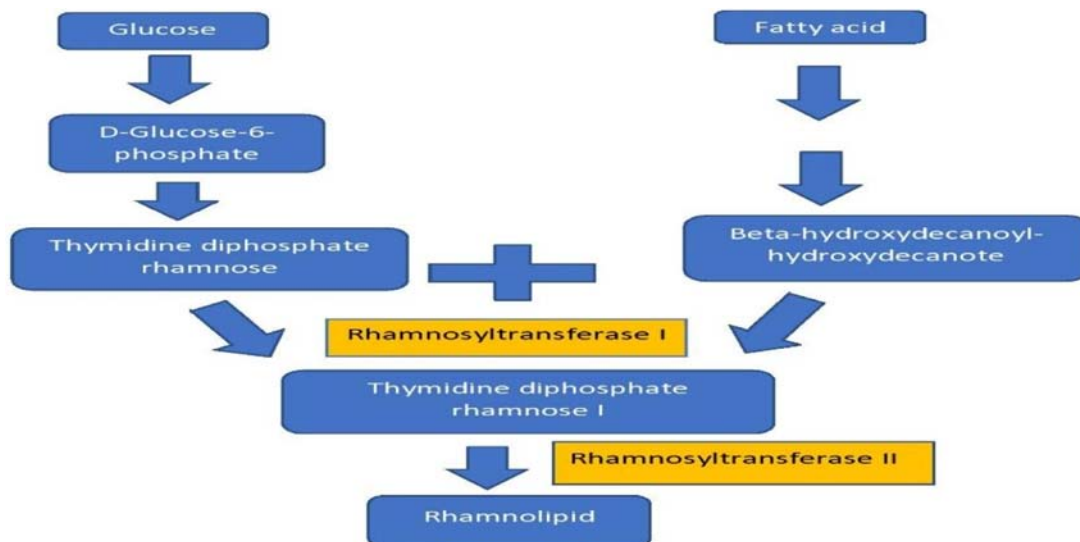 Glucose
Fatty acid
D-Glucose-6-
phosphate
Thymidine diphosphate
rhamnose
Beta-hydroxydecanoyl-
hydroxydecanote
Rhamnosyltransferase I
Thymidine diphosphate
rhamnose I
Rhamnosyltransferase II
Rhamnolipid